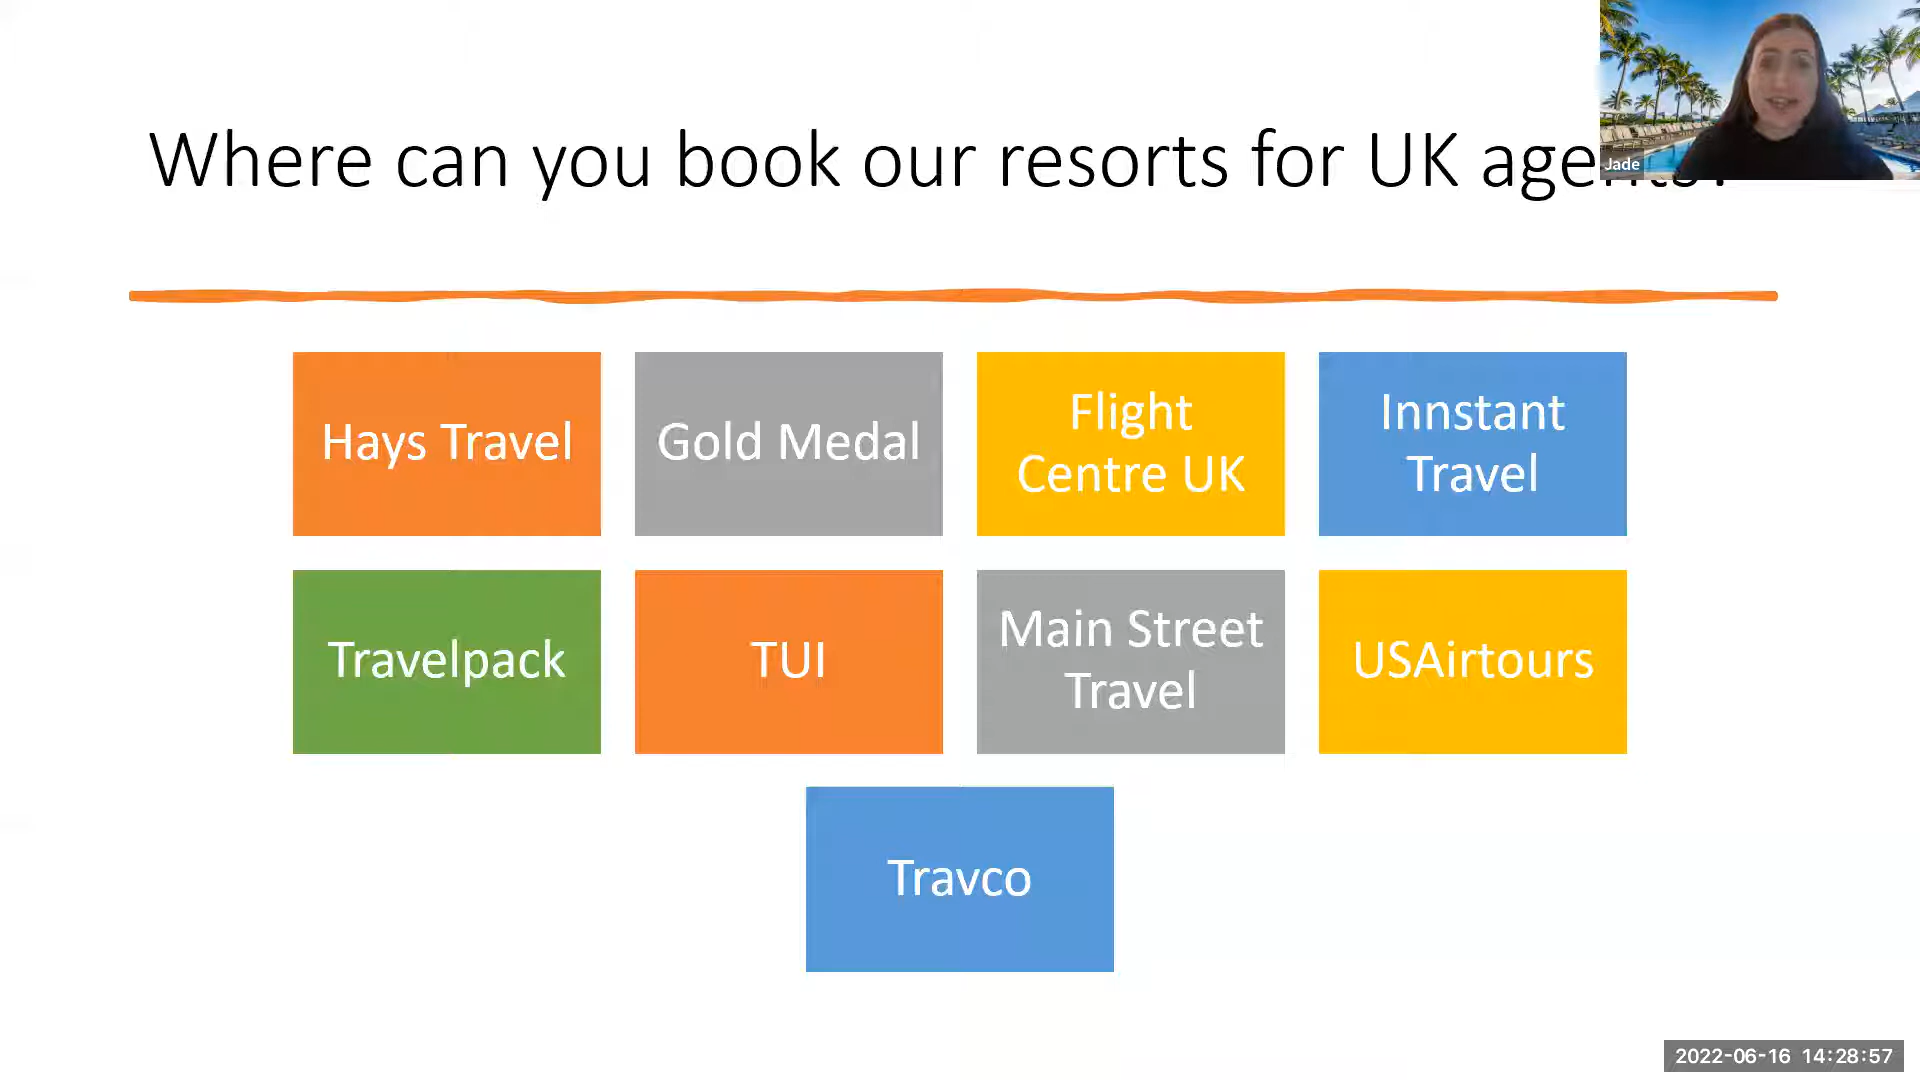 Where can you book our resorts for UK agents?
Jade
Hays Travel
Gold Medal
Flight
Centre UK
Innstant
Travel
Travelpack
TUI
Main Street
Travel
USAirtours
Travco
2022-06-16 14:28:57